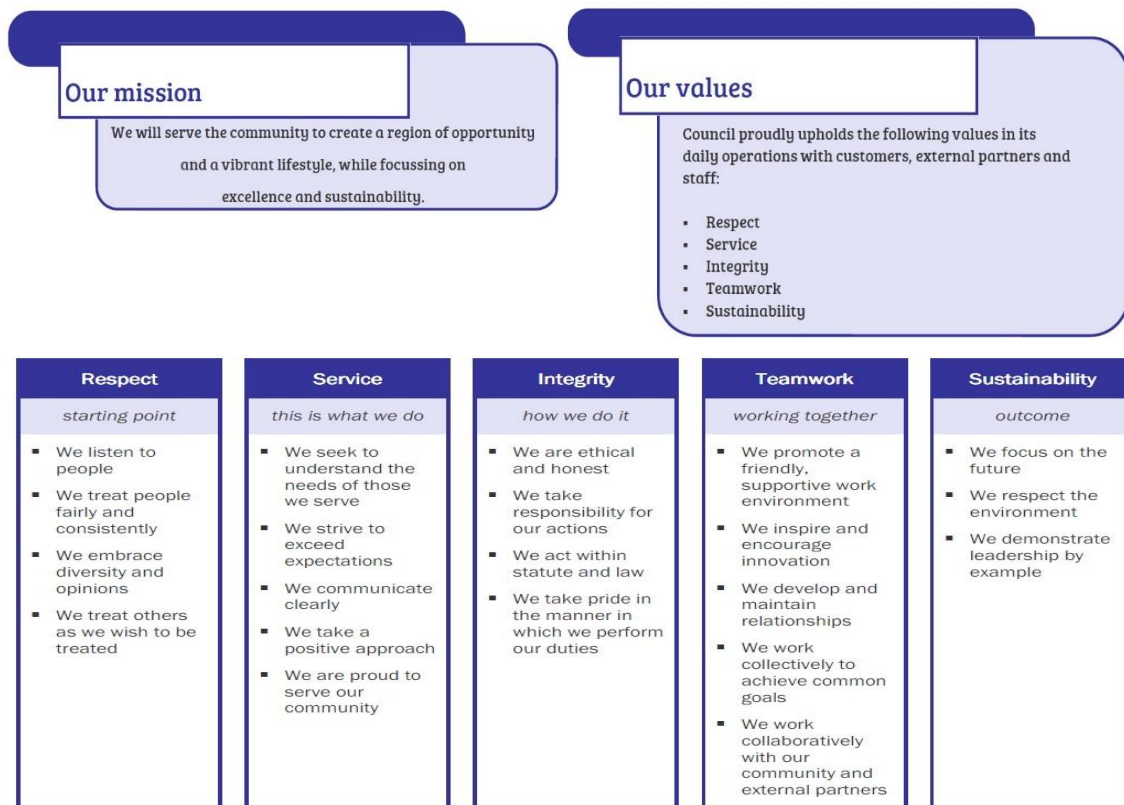 Our mission
We will serve the community to create a region of opportunity
and a vibrant lifestyle, while focussing on
excellence and sustainability.
Our values
Council proudly upholds the following values in its
daily operations with customers, external partners and
staff:
▪ Respect
▪ Service
▪ Integrity
▪ Teamwork
▪ Sustainability
Respect
starting point
▪ We listen to
people
▪ We treat people
fairly and
consistently
▪ We embrace
diversity and
opinions
▪ We treat others
as we wish to be
treated
Service
this is what we do
▪ We seek to
understand the
needs of those
we serve
▪ We strive to
exceed
expectations
▪ We communicate
clearly
▪ We take a
positive approach
▪ We are proud to
serve our
community
Integrity
how we do it
▪ We are ethical
and honest
▪ We take
responsibility for
our actions
▪ We act within
statute and law
▪ We take pride in
the manner in
which we perform
our duties
Teamwork
working together
▪ We promote a
friendly,
supportive work
environment
▪ We inspire and
encourage
innovation
▪ We develop and
maintain
relationships
▪ We work
collectively to
achieve common
goals
▪ We work
collaboratively
with our
community and
external partners
Sustainability
outcome
▪ We focus on the
future
▪ We respect the
environment
▪ We demonstrate
leadership by
example